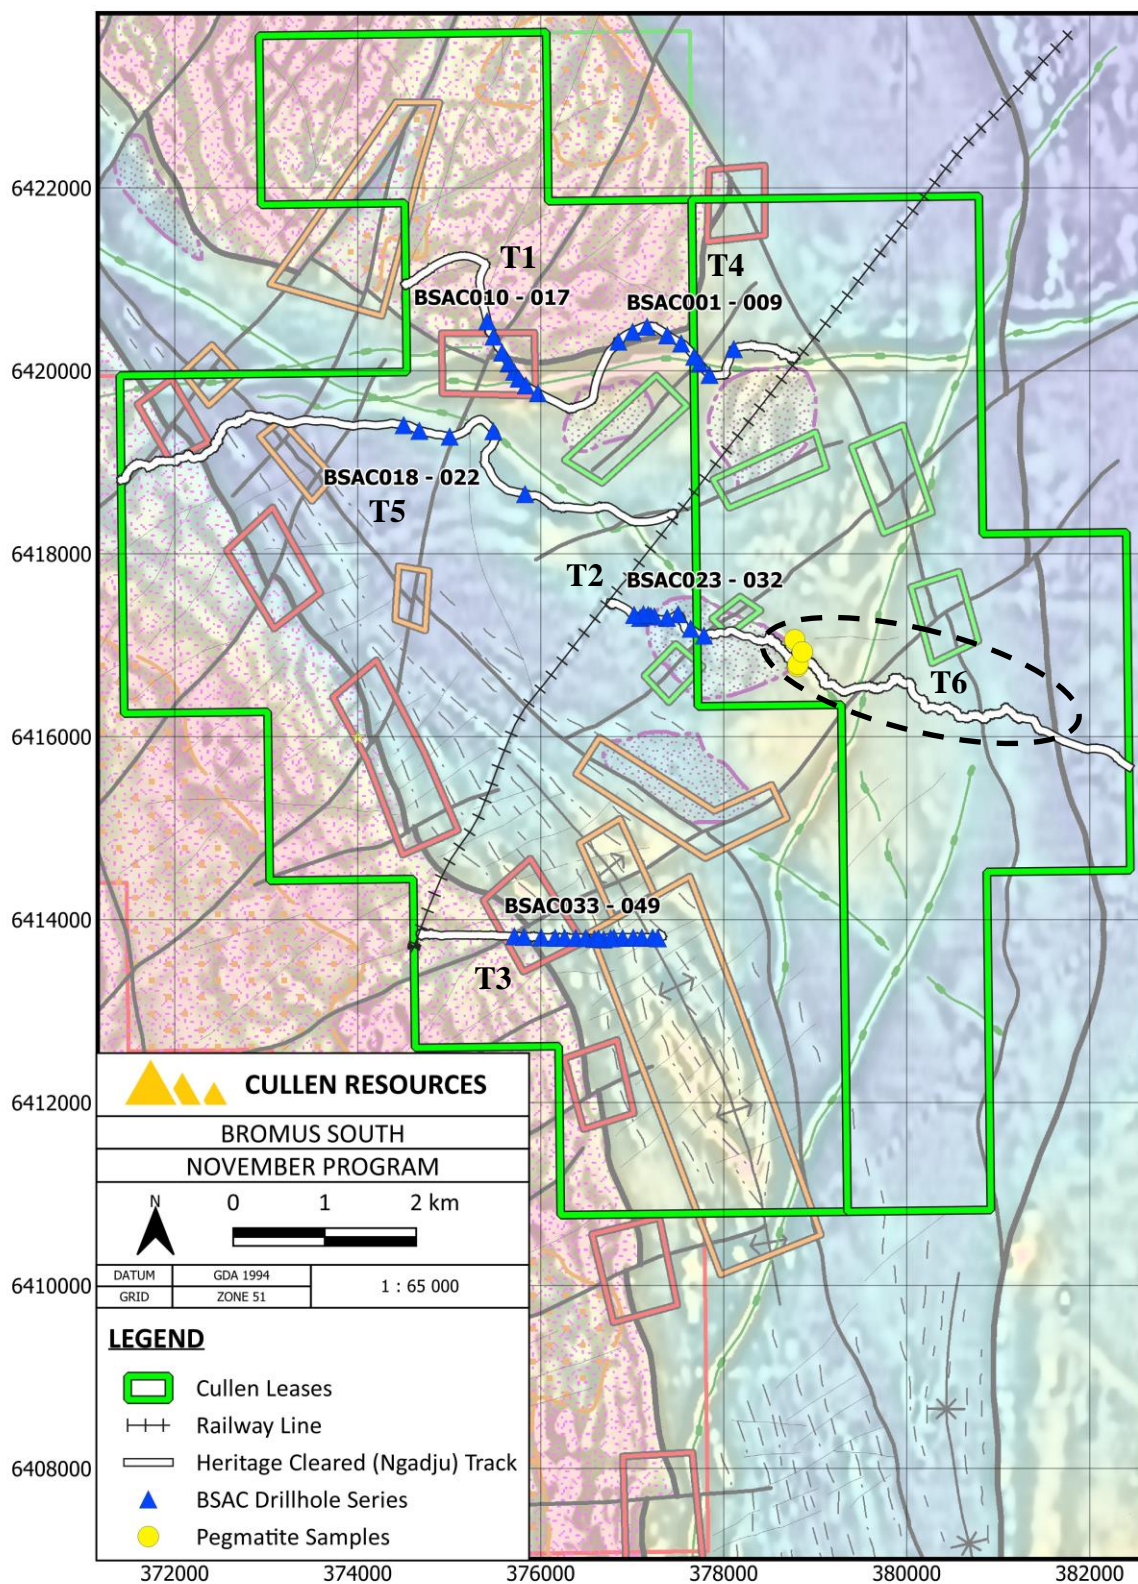 6422000
T1
T4
BSAC010 - 017
BSAC001 - 009
6420000
BSAC018 - 022
T5
6418000
T2
BSAC023 - 032
T6
6416000
BSAC033 - 049
6414000
T3
CULLEN RESOURCES
6412000
BROMUS SOUTH
NOVEMBER PROGRAM
N
0 1 2 km
DATUM GDA 1994
1 : 65 000
GRID ZONE 51
6410000
LEGEND
Cullen Leases
Railway Line
Heritage Cleared (Ngadju) Track
6408000
BSAC Drillhole Series
Pegmatite Samples
372000 374000 376000 378000 380000 382000